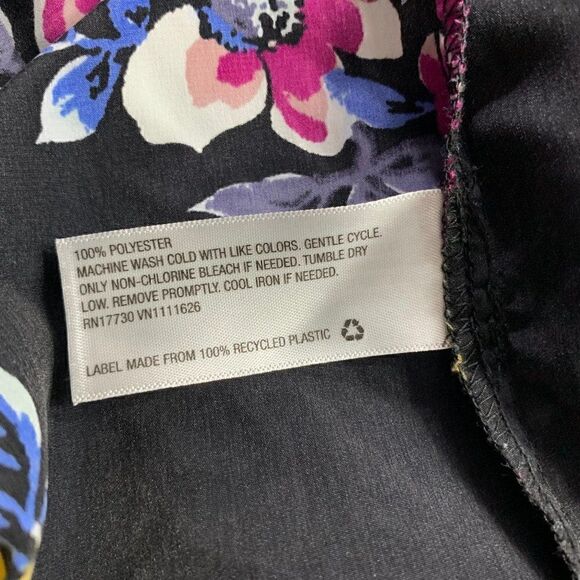 100% POLYESTER
MACHINE WASH COLD WITH LIKE COLORS. GENTLE CYCLE.
ONLY NON-CHLORINE BLEACH IF NEEDED. TUMBLE DRY
LOW. REMOVE PROMPTLY. COOL IRON IF NEEDED.
RN17730 VN1111626
LABEL MADE FROM 100% RECYCLED PLASTIC